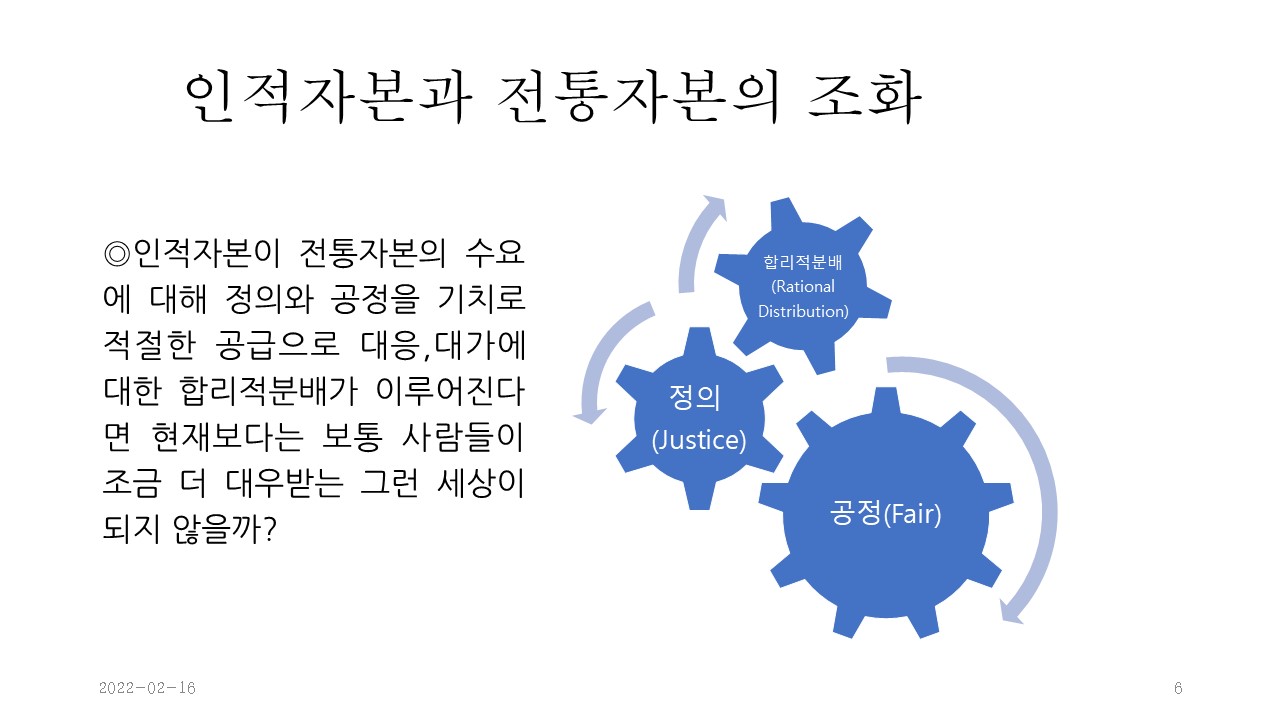 인적자본과 전통자본의 조화
◎인적자본이 전통자본의 수요
에 대해 정의와 공정을 기치로
적절한 공급으로 대응,대가에
대한 합리적분배가 이루어진다
면 현재보다는 보통 사람들이
조금 더 대우받는 그런 세상이
되지 않을까?
합리적분배
(Rational
Distribution)
정의
(Justice)
공정(Fair)
2022-02-16
6